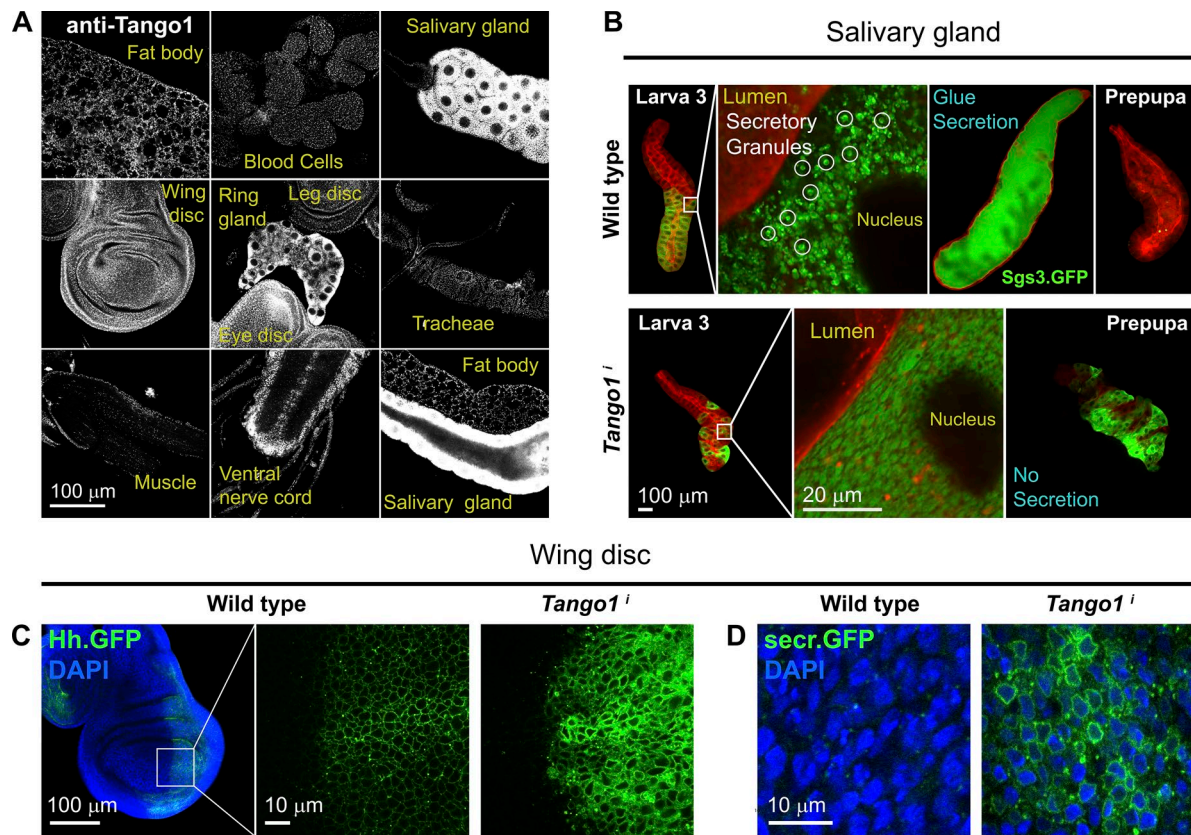 A
anti-Tango1
Fat body
Blood Cells
Salivary gland
Wing
disc
Ring
gland
Leg disc
Eye disc
Tracheae
Muscle
100 µm
Ventral
nerve cord
Fat body
Salivary gland
B
Salivary gland
Wild type
Larva 3
Lumen
Secretory
Granules
Nucleus
Glue
Secretion
Sgs3.GFP
Prepupa
Tango1 i
Larva 3
100 µm
Lumen
Nucleus
20 µm
Prepupa
No
Secretion
Wing disc
Wild type
Tango1 i
Wild type
Tango1 i
C
Hh.GFP
DAPI
100 µm
10 µm
D
secr.GFP
DAPI
10 µm